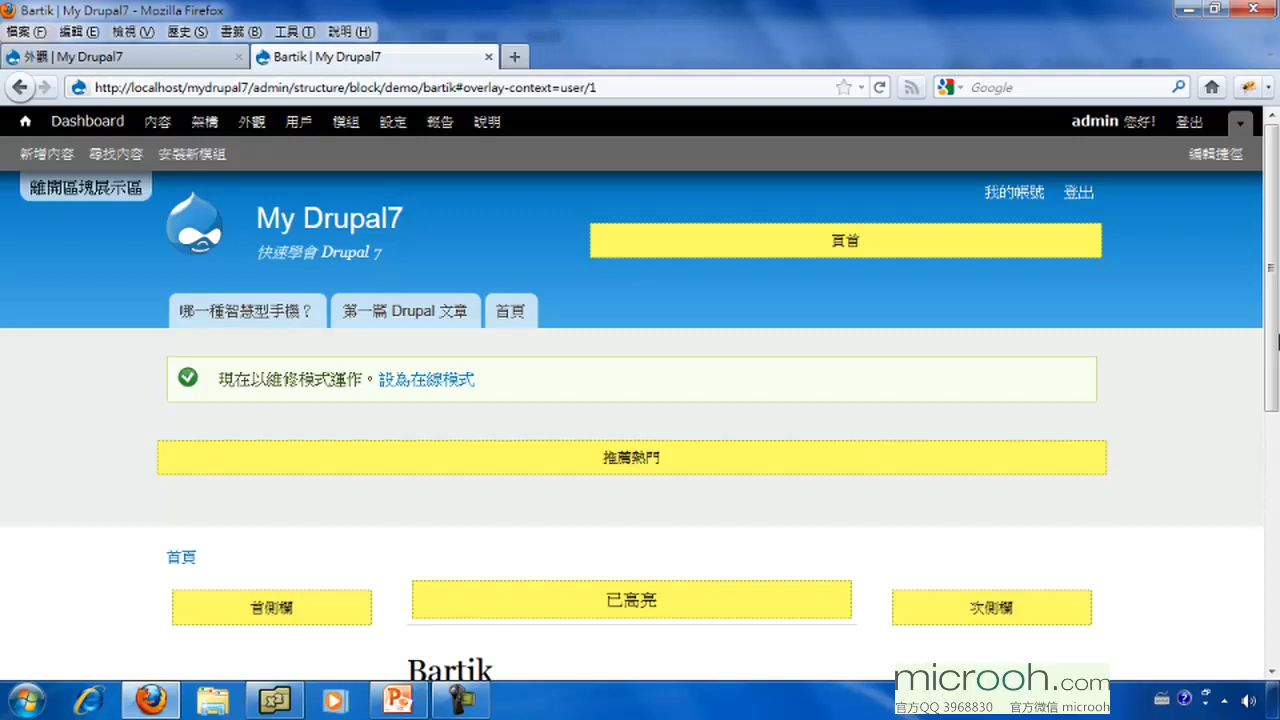 Bartik | My Drupal7 - Mozilla Firefox
檔案(F) 編輯(E) 檢視(V) 歷史(S) 書籤(B) 工具(T) 說明(H)
外觀 | My Drupal7 Bartik | My Drupal7
http://localhost/mydrupal7/admin/structure/block/demo/bartik#overlay-context=user/1 Google
Dashboard 內容 架構 外觀 用戶 模組 設定 報告 說明 admin 您好! 登出
新增內容 尋找內容 安裝新模組 編輯捷徑
離開區塊展示區
我的帳號 登出
My Drupal7
頁首
快速學會 Drupal 7
哪一種智慧型手機? 第一篇 Drupal 文章 首頁
現在以維修模式運作。設為在線模式
推薦熱門
首頁
首側欄 已高亮 次側欄
Bartik
microoh.com
官方QQ 3968830 官方微信 microoh